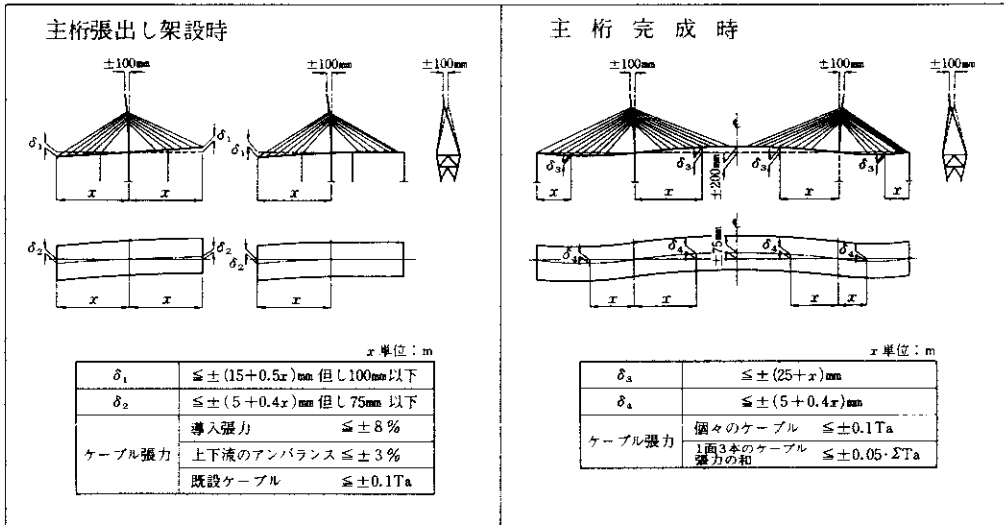 主桁張出し架設時
±100mm
±100mm
±100mm
δ₁
δ₁
δ₁
x
x
x
δ₂
δ₂
δ₂
x
x
x
x 単位：m
δ₁ ≦±(15+0.5x)mm 但し100mm以下
δ₂ ≦±(5+0.4x)mm 但し75mm 以下
ケーブル張力
導入張力 ≦±8%
上下流のアンバランス ≦±3%
既設ケーブル ≦±0.1Ta
主桁完成時
±100mm
±100mm
±100mm
℄
δ₃
δ₃
±200mm
δ₃
δ₃
x
x
x
x
℄
δ₄
δ₄
±75mm
δ₄
δ₄
x
x
x
x
x 単位：m
δ₃ ≦±(25+x)mm
δ₄ ≦±(5+0.4x)mm
ケーブル張力
個々のケーブル ≦±0.1Ta
1面3本のケーブル
張力の和 ≦±0.05·ΣTa